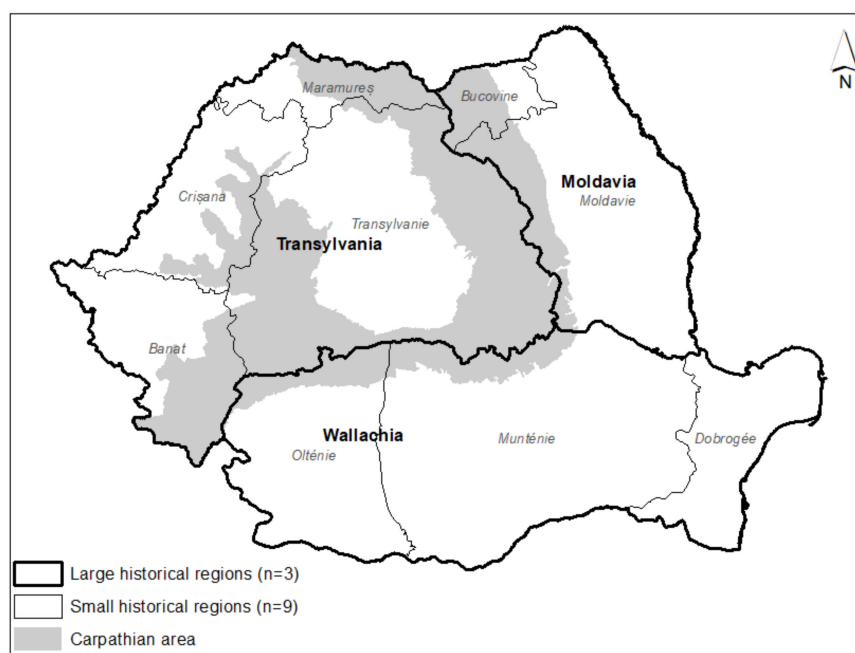 N
Maramureș
Bucovine
Moldavia
Moldavie
Crișana
Transylvanie
Transylvania
Banat
Wallachia
Munténie
Dobrogée
Olténie
Large historical regions (n=3)
Small historical regions (n=9)
Carpathian area